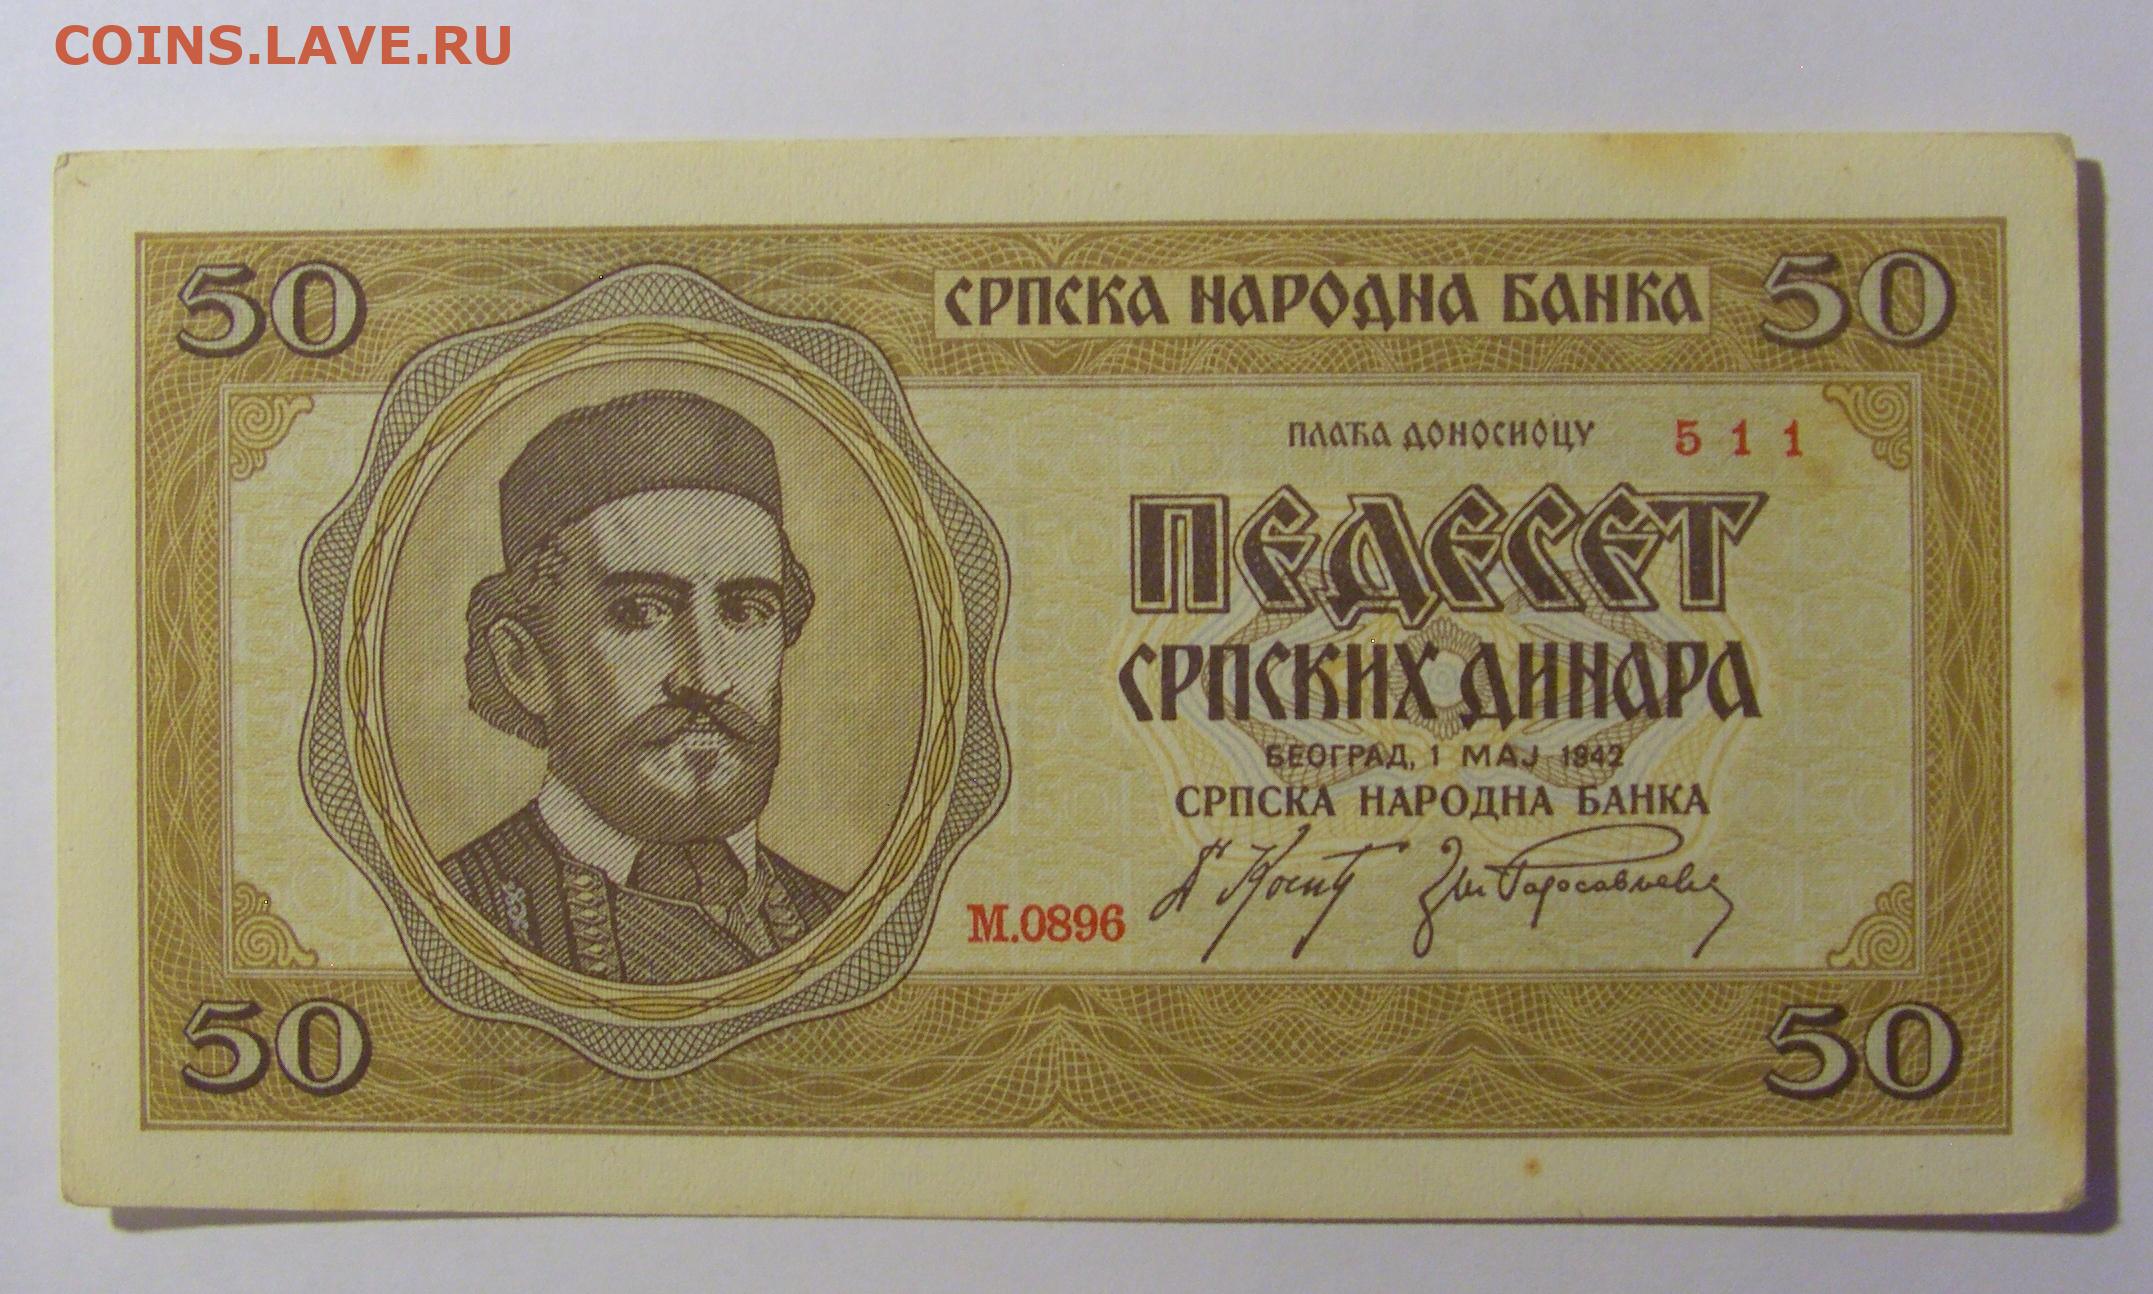 COINS.LAVE.RU
50 СРПСКА НАРОДНА БАНКА 50
ПЛАЋА ДОНОСИОЦУ 511
ПЕДЕСЕТ
СРПСКИХ ДИНАРА
БЕОГРАД, 1 МАЈ 1942
СРПСКА НАРОДНА БАНКА
М.0896
50 50